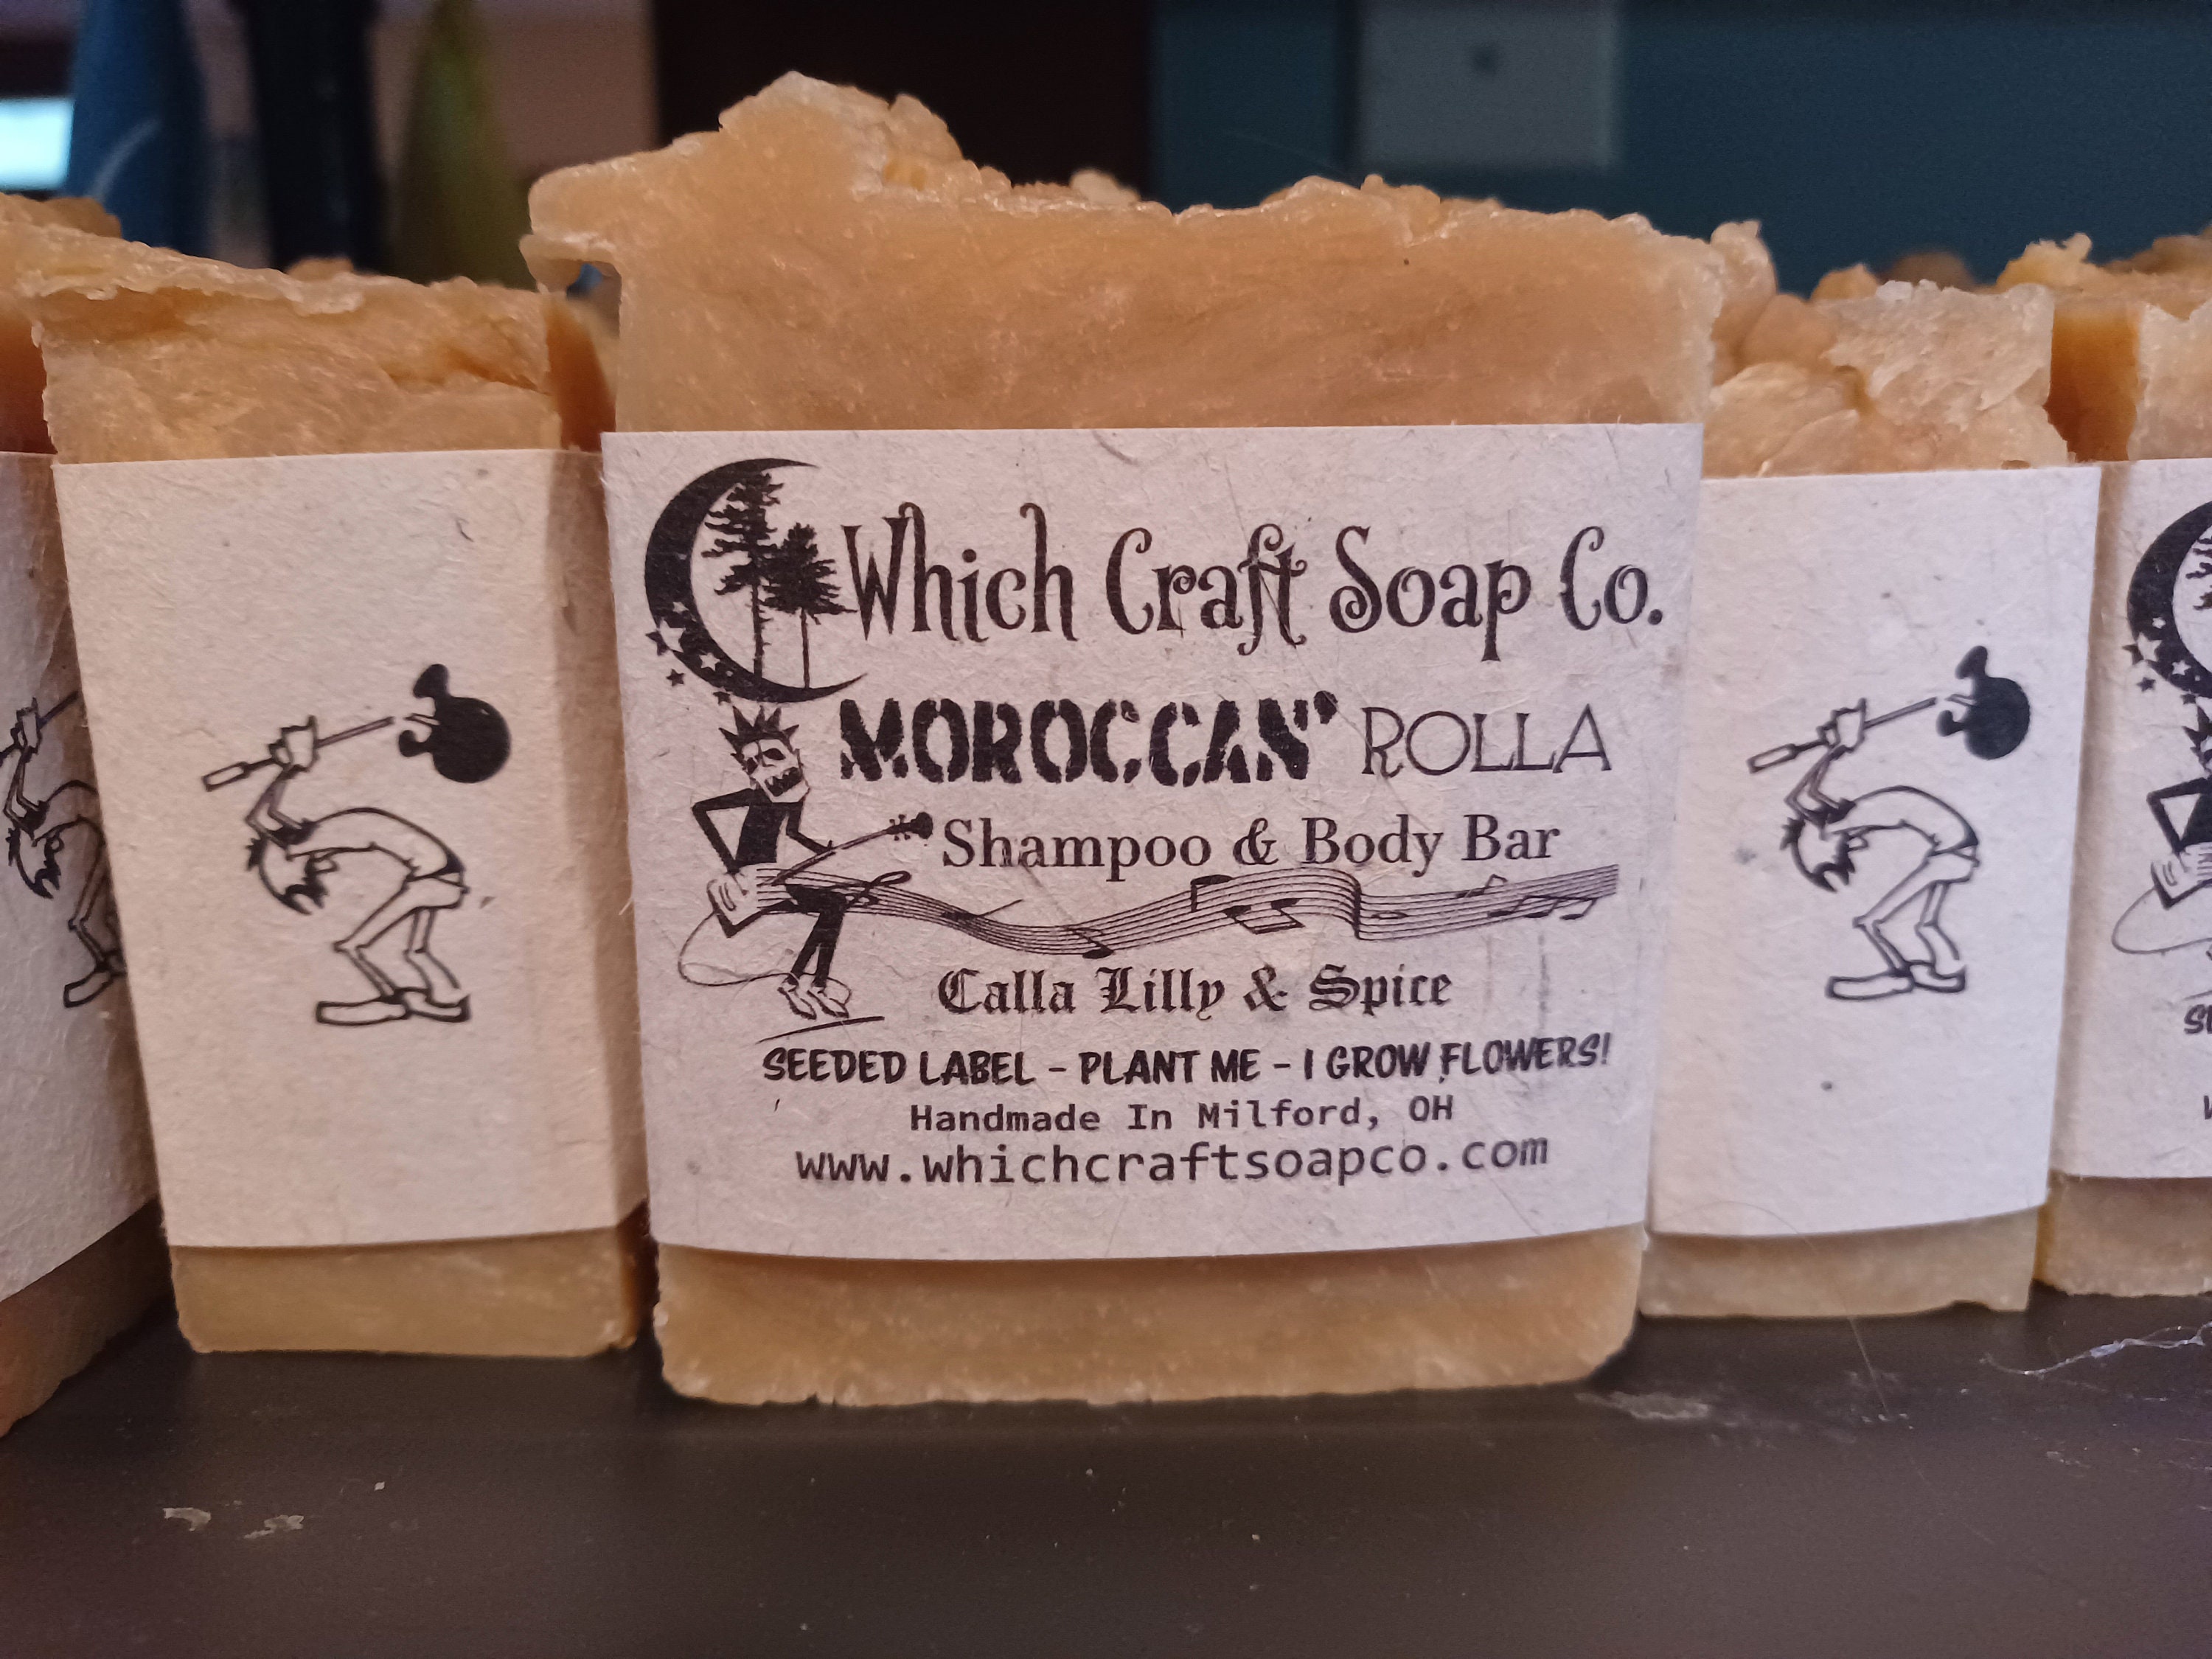 Which Craft Soap Co.
MOROCCAN' ROLLA
Shampoo & Body Bar
Calla Lilly & Spice
SEEDED LABEL - PLANT ME - I GROW FLOWERS!
Handmade In Milford, OH
www.whichcraftsoapco.com